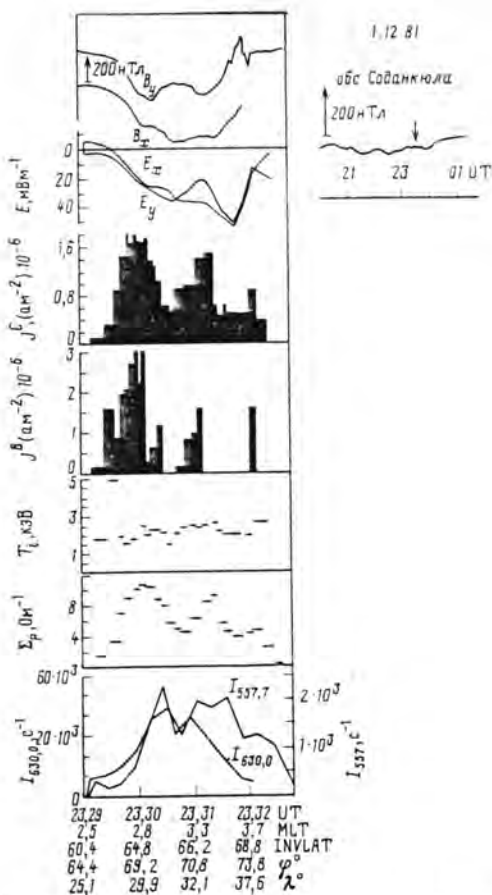 1.12 81
200 нТл
B_y
обс Соданкюла
B_x
200 нТл
0
20
40
E, мВм⁻¹
E_x
E_y
21 23 01 UT
1,6
0,8
0
j^C, (ам⁻²) 10⁻⁶
3
2
1
0
j^B (ам⁻²) 10⁻⁶
5
3
1
T_i, кэВ
8
4
Σ_p, Ом⁻¹
60·10³
20·10³
0
I_630,0, с⁻¹
I_557,7
I_630,0
2·10³
1·10³
I_557, с⁻¹
23,29 23,30 23,31 23,32 UT
2,5 2,8 3,3 3,7 MLT
60,4 64,8 66,2 68,8 INVLAT
64,4 69,2 70,8 73,8 φ°
25,1 29,9 32,1 37,6 λ°